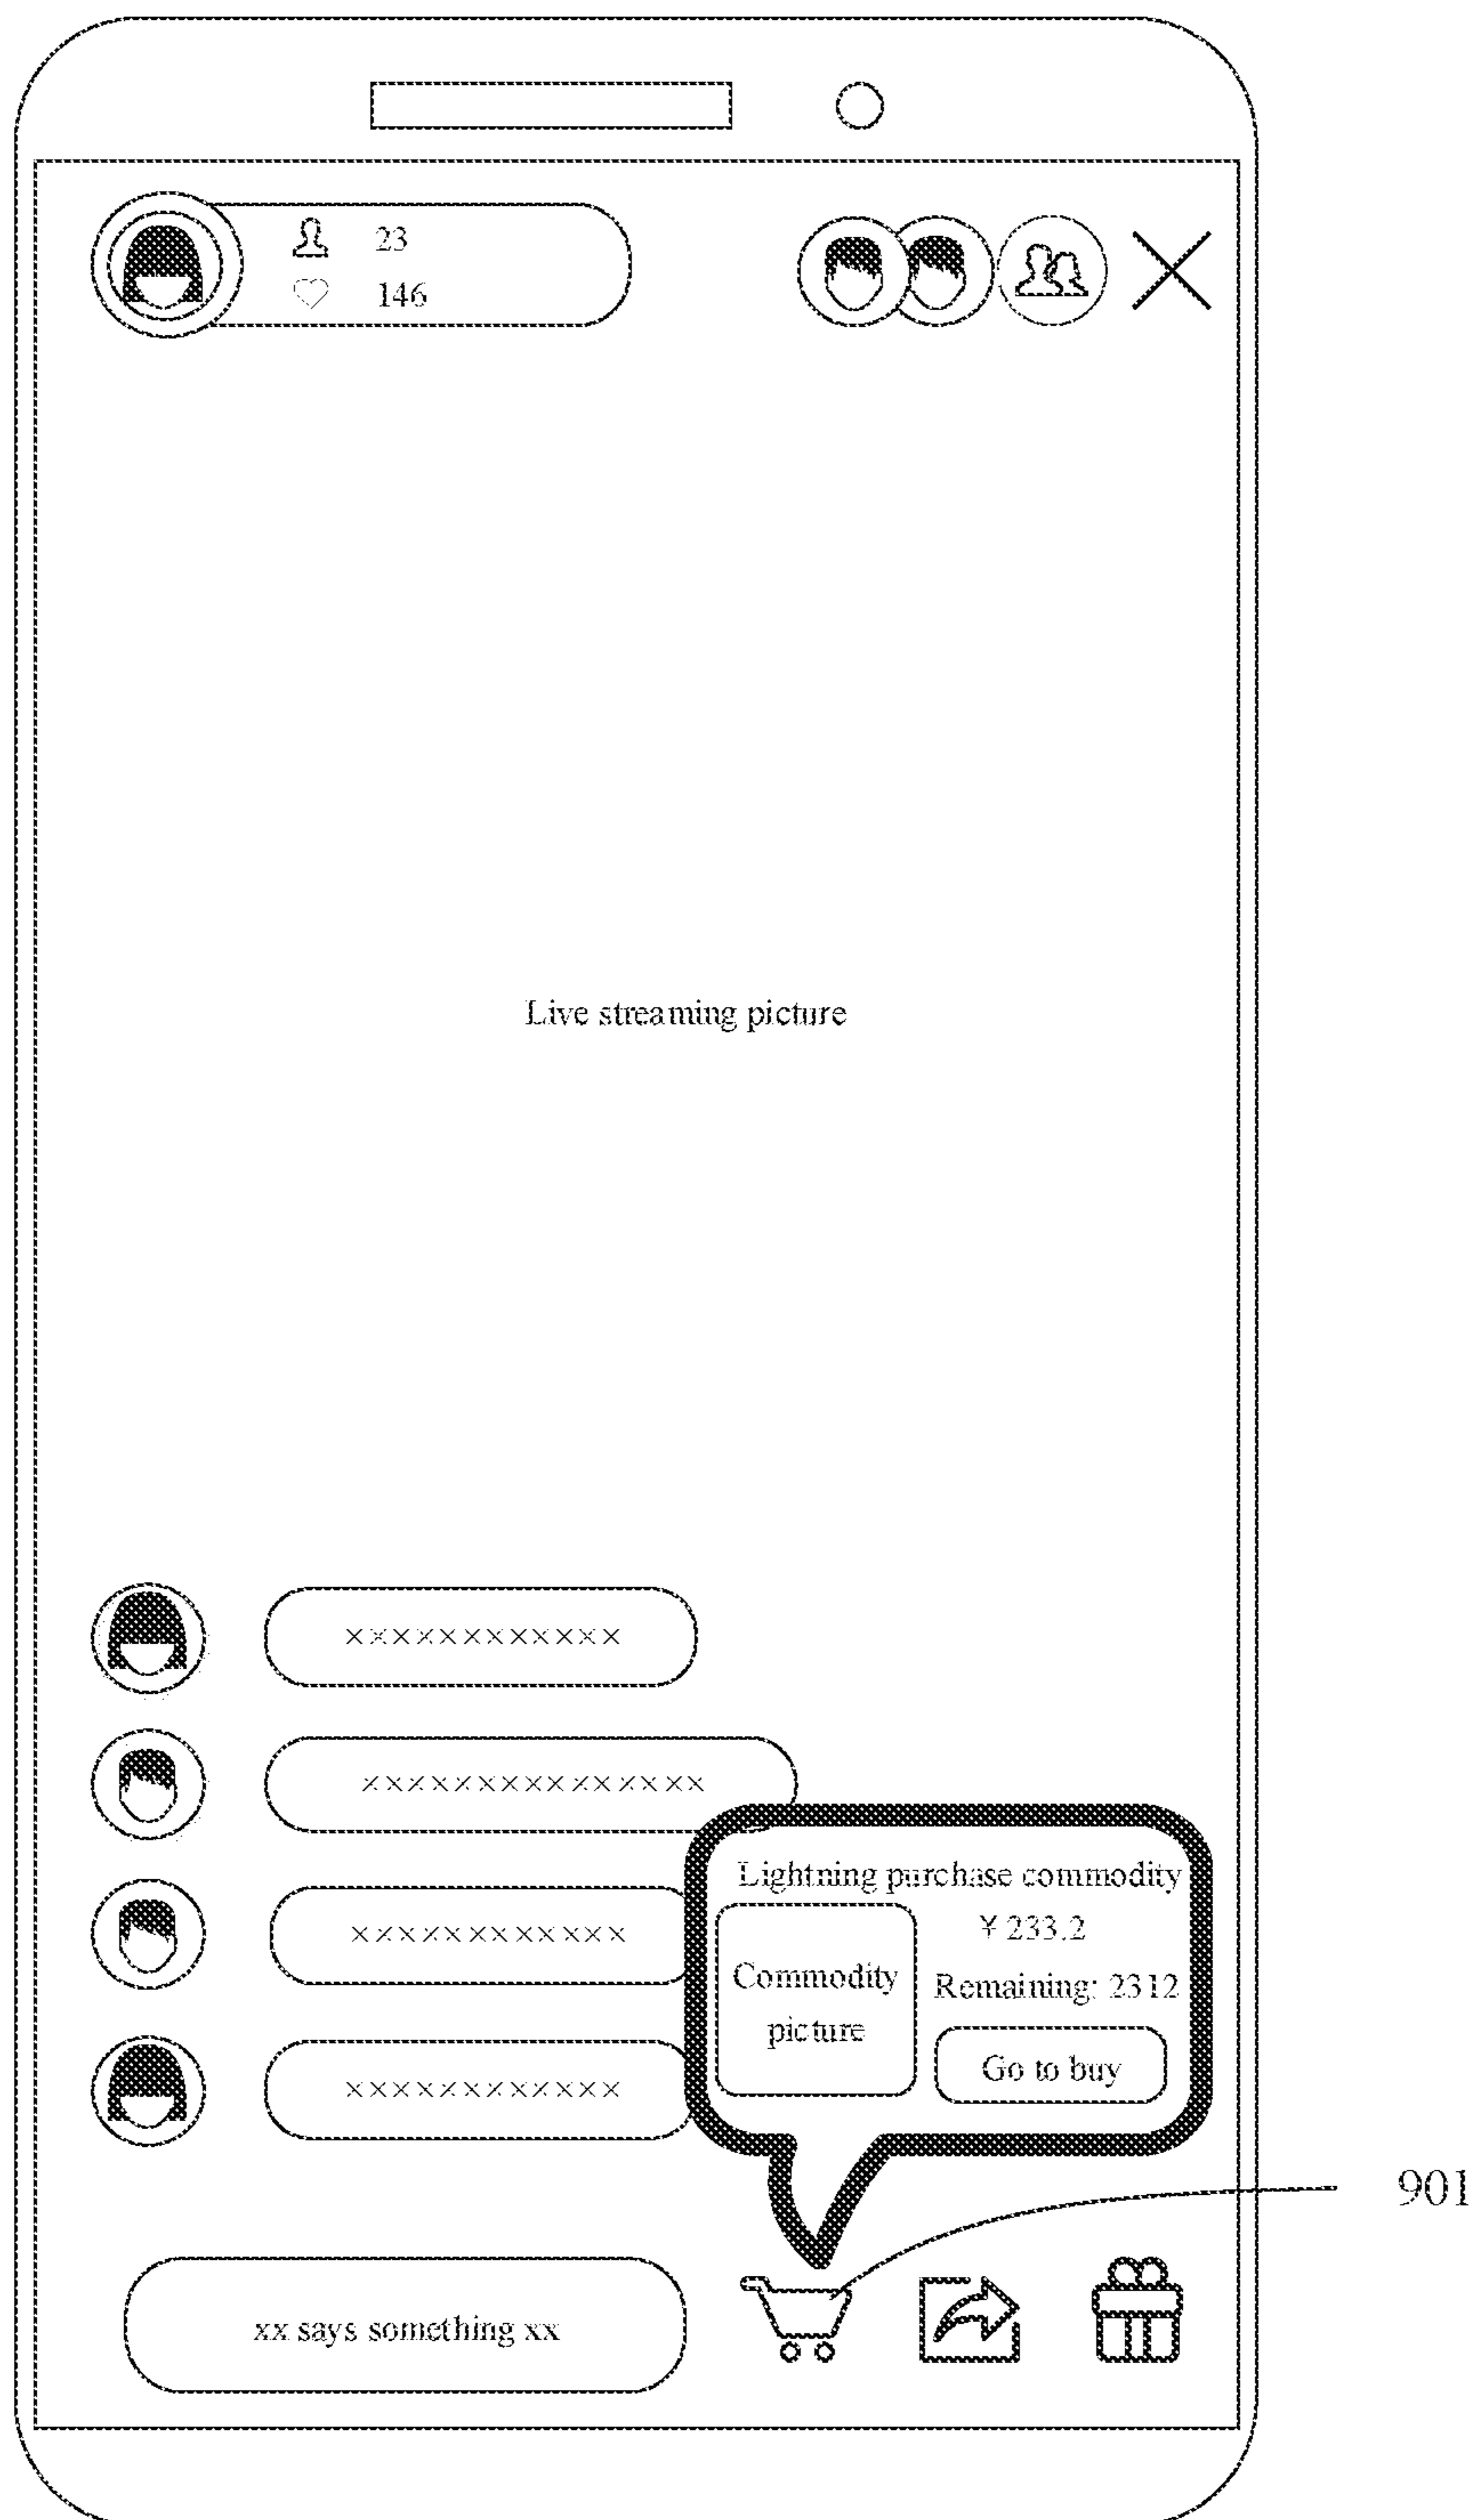 23
146
Live streaming picture
×××××××××××× 
×××××××××××××××
××××××××××××
××××××××××××
Lightning purchase commodity
¥233.2
Commodity
picture
Remaining: 2312
Go to buy
901
xx says something xx